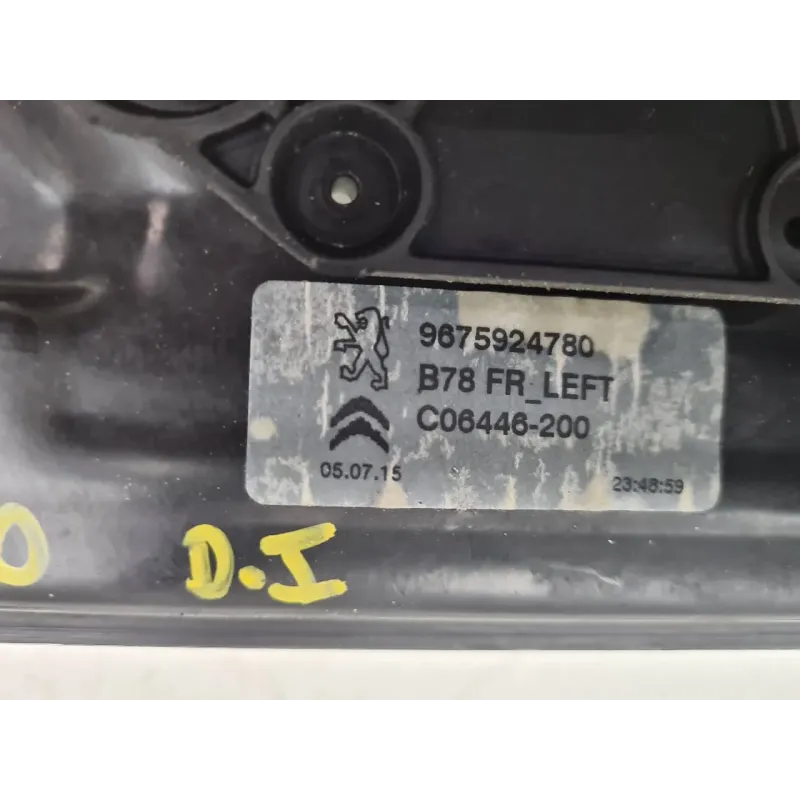 9675924780
B78 FR_LEFT
C06446-200
05.07.15
23:48:59
O D.I